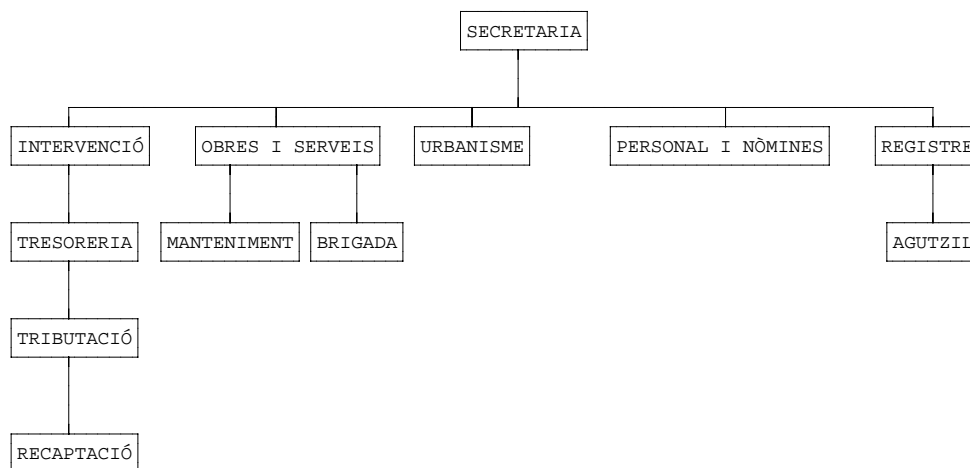 SECRETARIA
INTERVENCIÓ
OBRES I SERVEIS
URBANISME
PERSONAL I NÒMINES
REGISTRE
TRESORERIA
MANTENIMENT
BRIGADA
AGUTZIL
TRIBUTACIÓ
RECAPTACIÓ